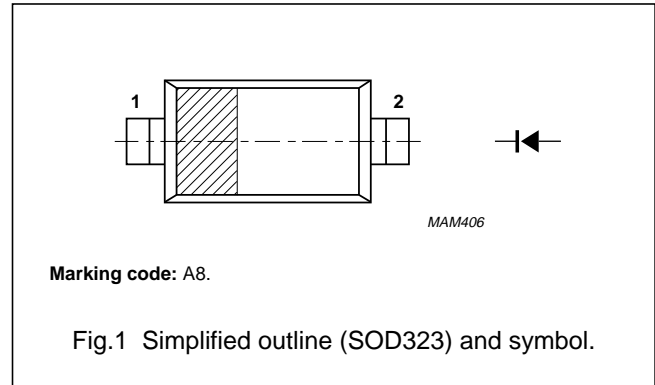 1 2
MAM406
Marking code: A8.
Fig.1 Simplified outline (SOD323) and symbol.